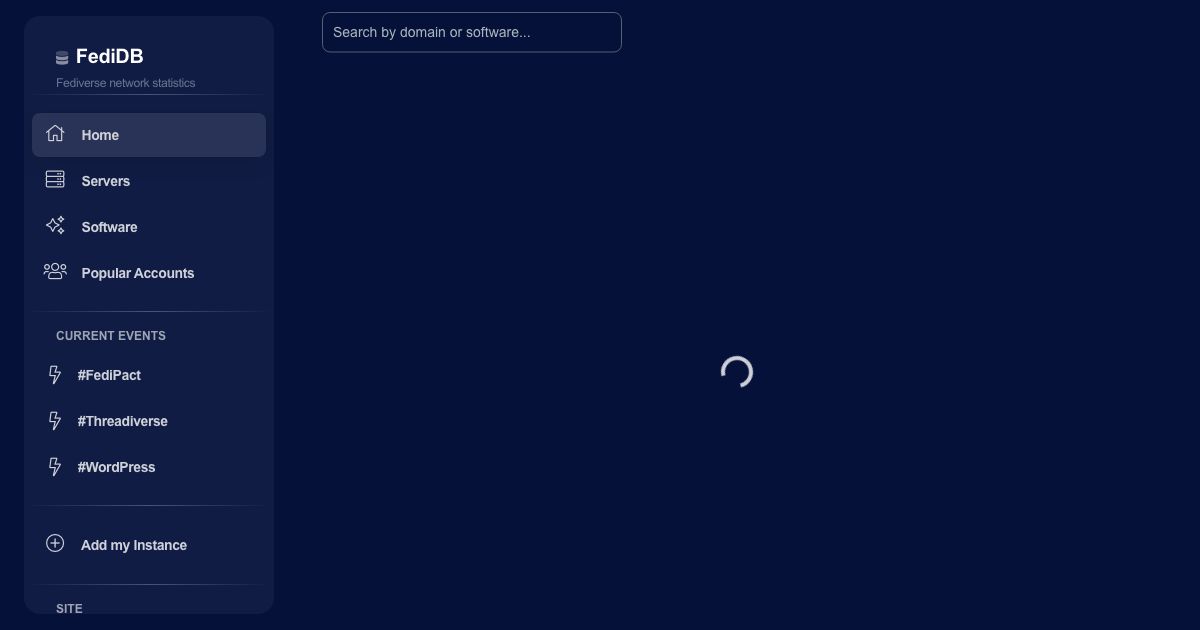 FediDB
Fediverse network statistics
Search by domain or software...
Home
Servers
Software
Popular Accounts
CURRENT EVENTS
#FediPact
#Threadiverse
#WordPress
Add my Instance
SITE